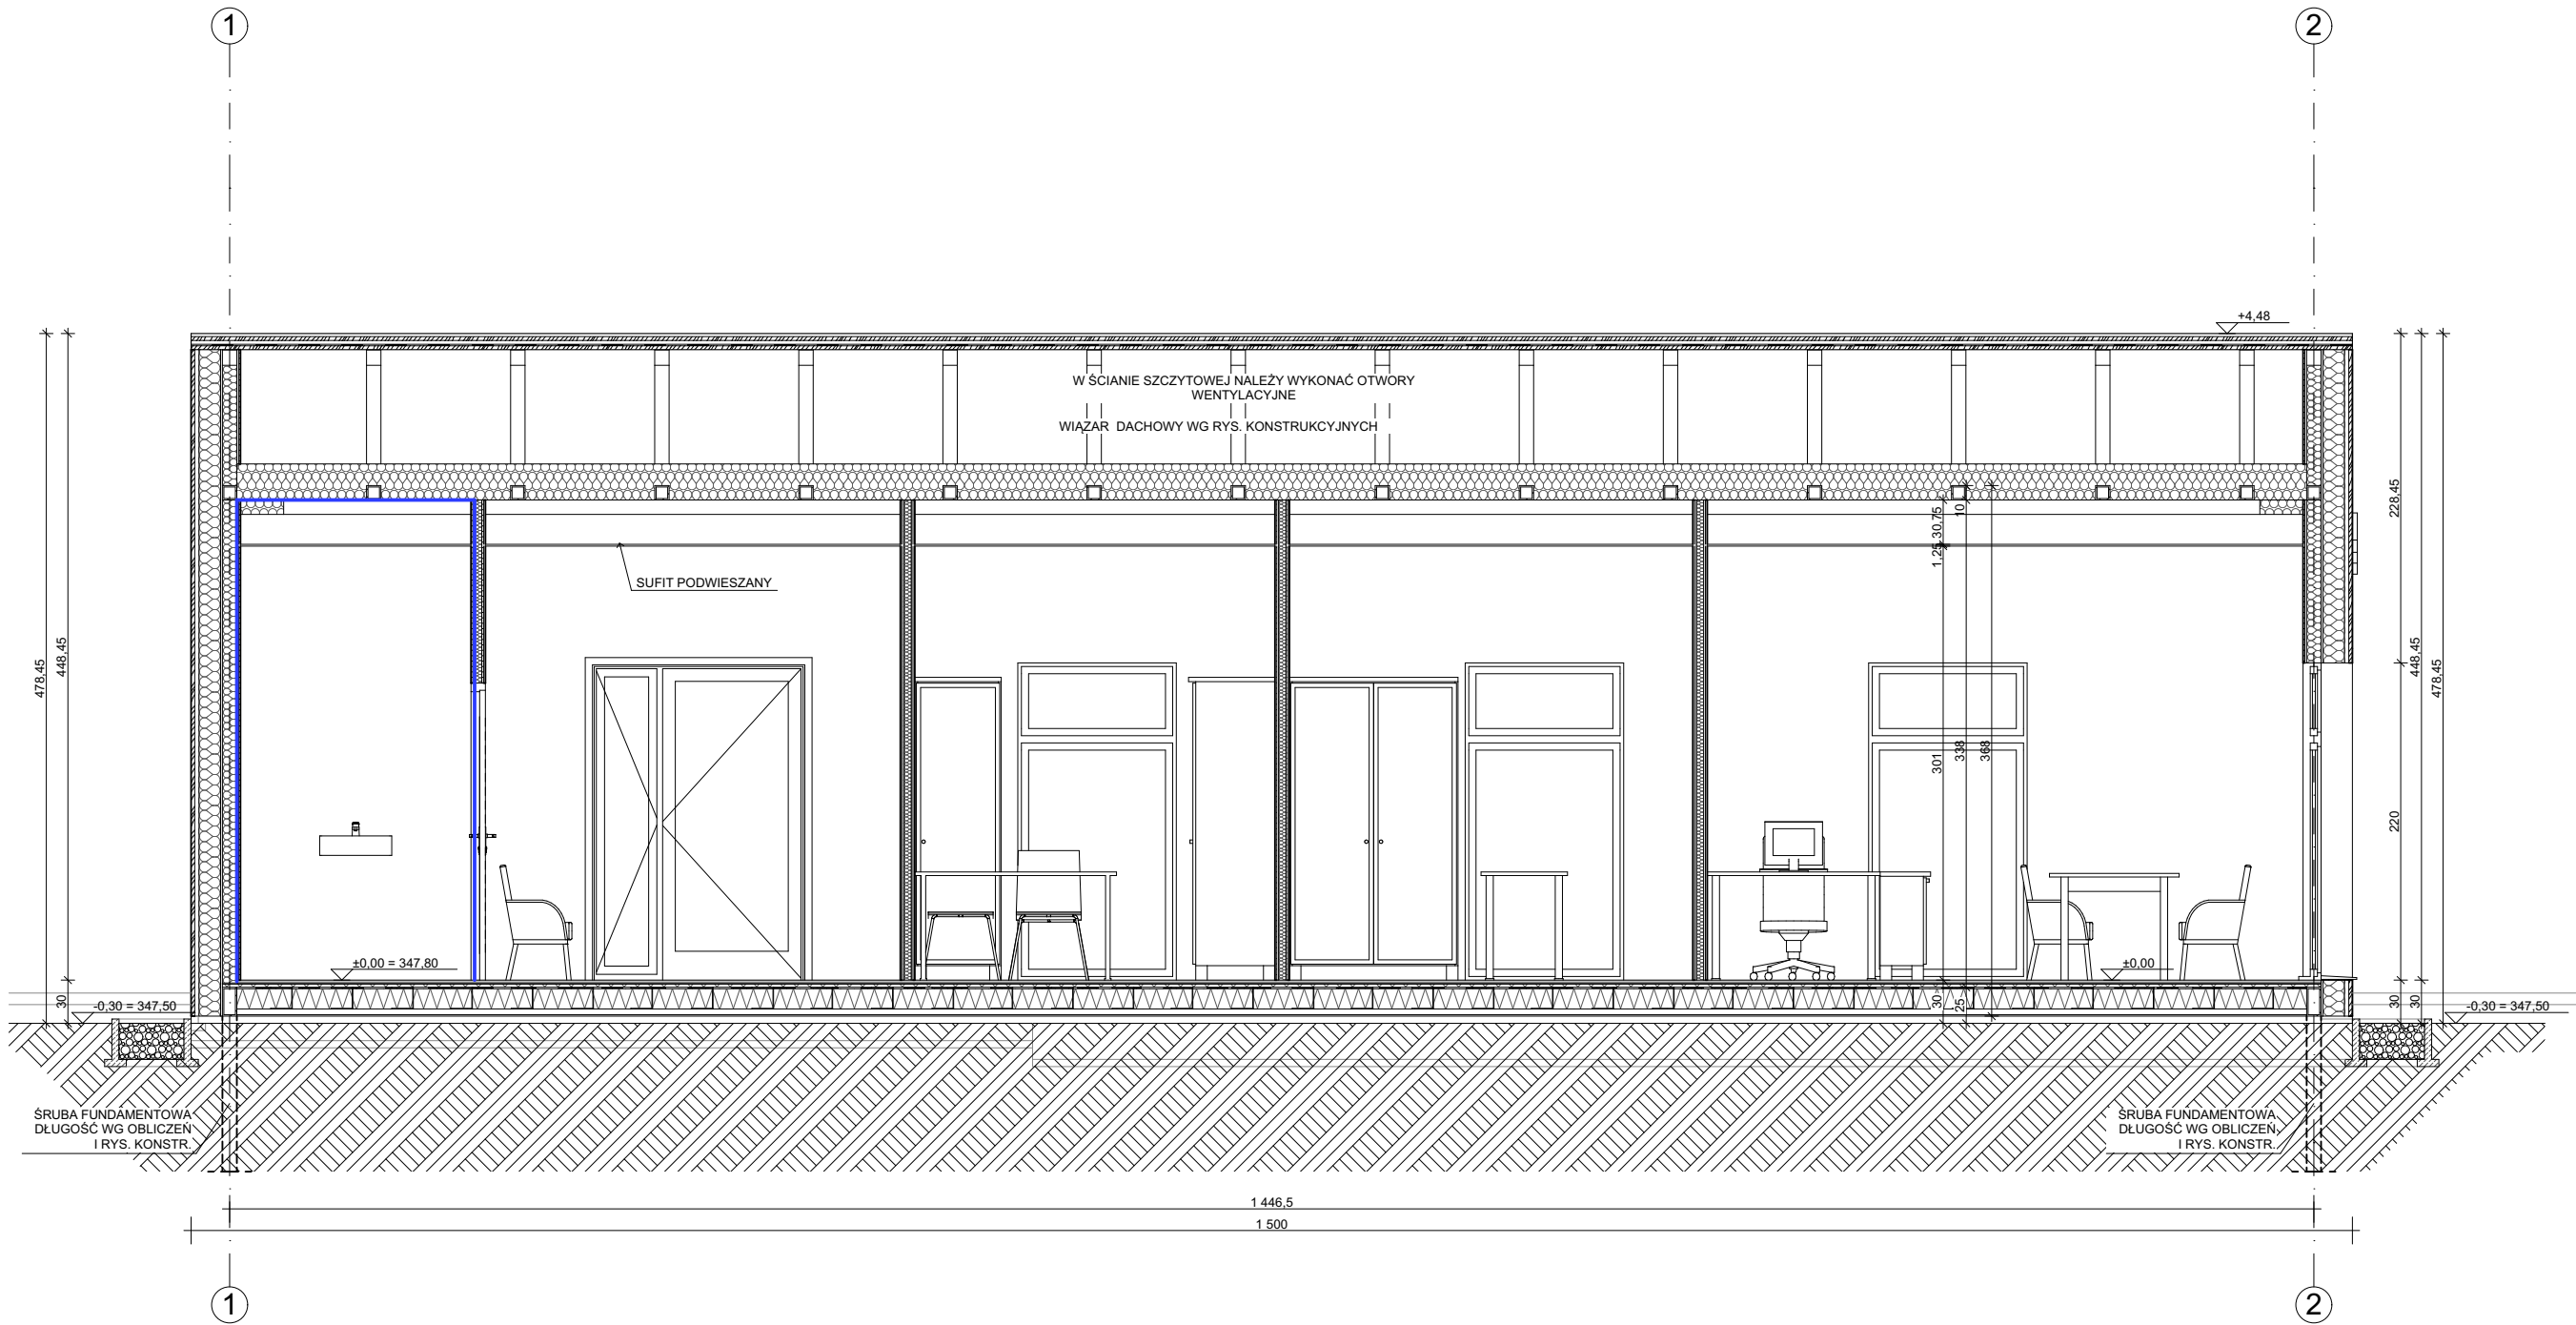 1
2
+4,48
W ŚCIANIE SZCZYTOWEJ NALEŻY WYKONAĆ OTWORY
WENTYLACYJNE
WIĄZAR DACHOWY WG RYS. KONSTRUKCYJNYCH
SUFIT PODWIESZANY
478,45
448,45
30
1,25
30,75
10
301
338
368
30
25
228,45
220
448,45
478,45
30
30
±0,00 = 347,80
±0,00
-0,30 = 347,50
-0,30 = 347,50
ŚRUBA FUNDAMENTOWA
DŁUGOŚĆ WG OBLICZEŃ
I RYS. KONSTR.
ŚRUBA FUNDAMENTOWA
DŁUGOŚĆ WG OBLICZEŃ
I RYS. KONSTR.
1 446,5
1 500
1
2